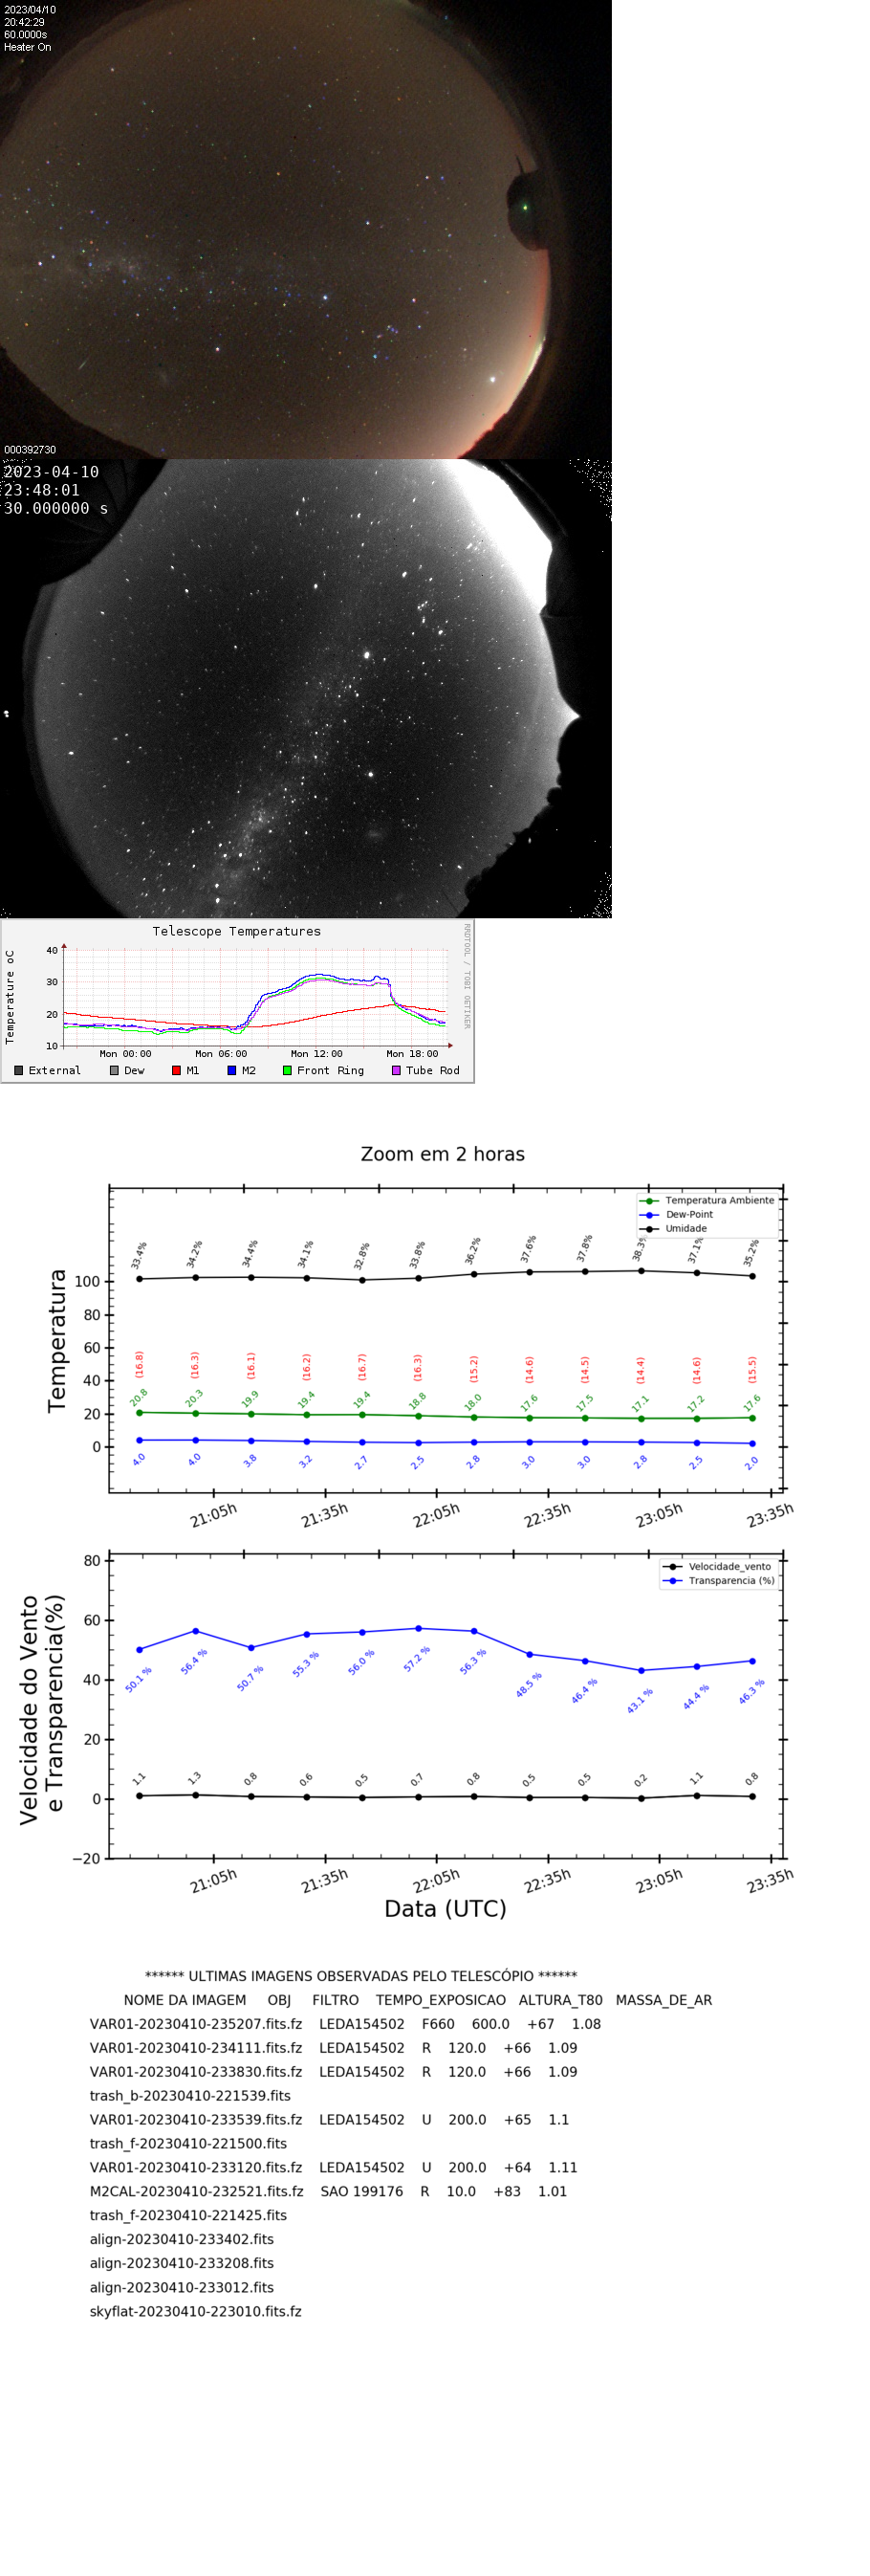 2023/04/10
20:42:29
60.0000s
Heater On
000392730
2023-04-10
23:48:01
30.000000 s
Telescope Temperatures
RRDTOOL / TOBI OETIKER
Temperature oC
40
30
20
10
Mon 00:00 Mon 06:00 Mon 12:00 Mon 18:00
External Dew M1 M2 Front Ring Tube Rod
Zoom em 2 horas
Temperatura Ambiente
Dew-Point
Umidade
Temperatura
100
80
60
40
20
0
33.4% 34.2% 34.4% 34.1% 32.8% 33.8% 36.2% 37.6% 37.8% 38.3% 37.1% 35.2%
(16.8) (16.3) (16.1) (16.2) (16.7) (16.3) (15.2) (14.6) (14.5) (14.4) (14.6) (15.5)
20.8 20.3 19.9 19.4 19.4 18.8 18.0 17.6 17.5 17.1 17.2 17.6
4.0 4.0 3.8 3.2 2.7 2.5 2.8 3.0 3.0 2.8 2.5 2.0
21:05h 21:35h 22:05h 22:35h 23:05h 23:35h
Velocidade_vento
Transparencia (%)
Velocidade do Vento
e Transparencia(%)
80
60
40
20
0
−20
50.1 % 56.4 % 50.7 % 55.3 % 56.0 % 57.2 % 56.3 % 48.5 % 46.4 % 43.1 % 44.4 % 46.3 %
1.1 1.3 0.8 0.6 0.5 0.7 0.8 0.5 0.5 0.2 1.1 0.8
21:05h 21:35h 22:05h 22:35h 23:05h 23:35h
Data (UTC)
****** ULTIMAS IMAGENS OBSERVADAS PELO TELESCÓPIO ******
NOME DA IMAGEM OBJ FILTRO TEMPO_EXPOSICAO ALTURA_T80 MASSA_DE_AR
VAR01-20230410-235207.fits.fz LEDA154502 F660 600.0 +67 1.08
VAR01-20230410-234111.fits.fz LEDA154502 R 120.0 +66 1.09
VAR01-20230410-233830.fits.fz LEDA154502 R 120.0 +66 1.09
trash_b-20230410-221539.fits
VAR01-20230410-233539.fits.fz LEDA154502 U 200.0 +65 1.1
trash_f-20230410-221500.fits
VAR01-20230410-233120.fits.fz LEDA154502 U 200.0 +64 1.11
M2CAL-20230410-232521.fits.fz SAO 199176 R 10.0 +83 1.01
trash_f-20230410-221425.fits
align-20230410-233402.fits
align-20230410-233208.fits
align-20230410-233012.fits
skyflat-20230410-223010.fits.fz